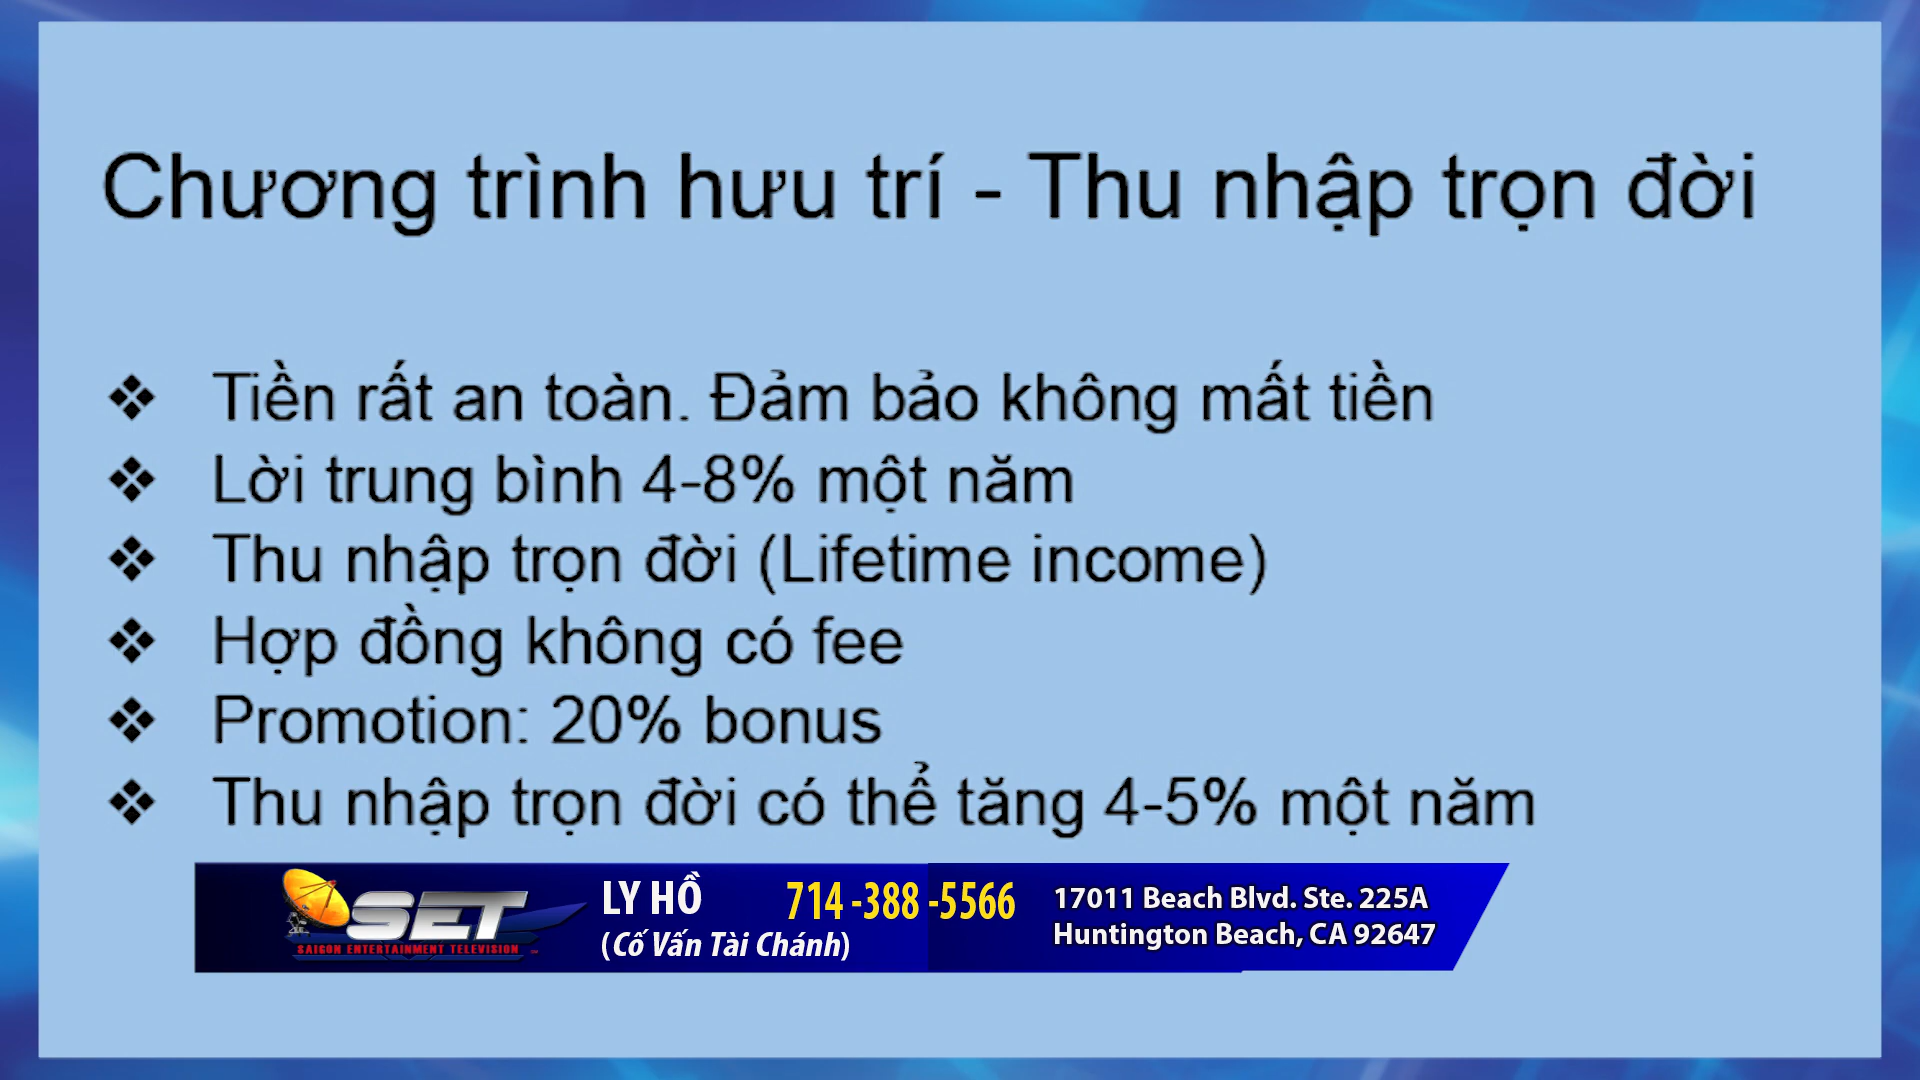 Chương trình hưu trí - Thu nhập trọn đời
❖ Tiền rất an toàn. Đảm bảo không mất tiền
❖ Lời trung bình 4-8% một năm
❖ Thu nhập trọn đời (Lifetime income)
❖ Hợp đồng không có fee
❖ Promotion: 20% bonus
❖ Thu nhập trọn đời có thể tăng 4-5% một năm
SET
SAIGON ENTERTAINMENT TELEVISION
LY HỒ
(Cố Vấn Tài Chánh)
714 -388 -5566
17011 Beach Blvd. Ste. 225A
Huntington Beach, CA 92647